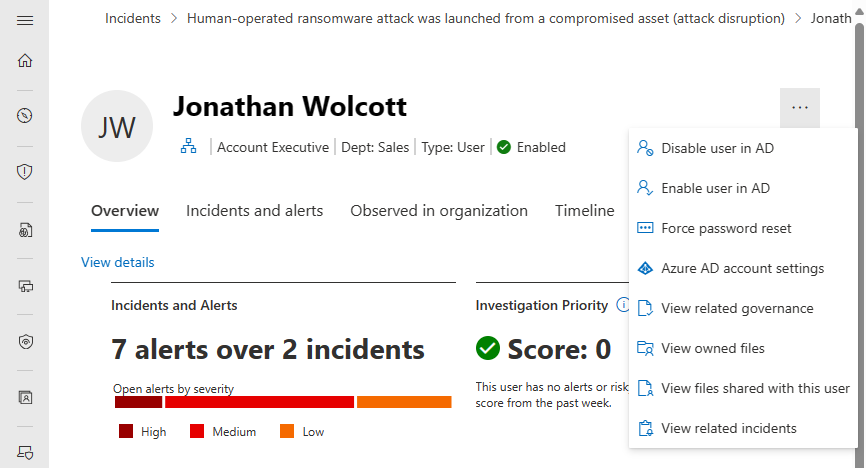 Incidents > Human-operated ransomware attack was launched from a compromised asset (attack disruption) > Jonath
JW
Jonathan Wolcott
...
Account Executive | Dept: Sales | Type: User | Enabled
Disable user in AD
Enable user in AD
Force password reset
Azure AD account settings
View related governance
View owned files
View files shared with this user
View related incidents
Overview Incidents and alerts Observed in organization Timeline
View details
Incidents and Alerts
7 alerts over 2 incidents
Open alerts by severity
High Medium Low
Investigation Priority
Score: 0
This user has no alerts or risk
score from the past week.